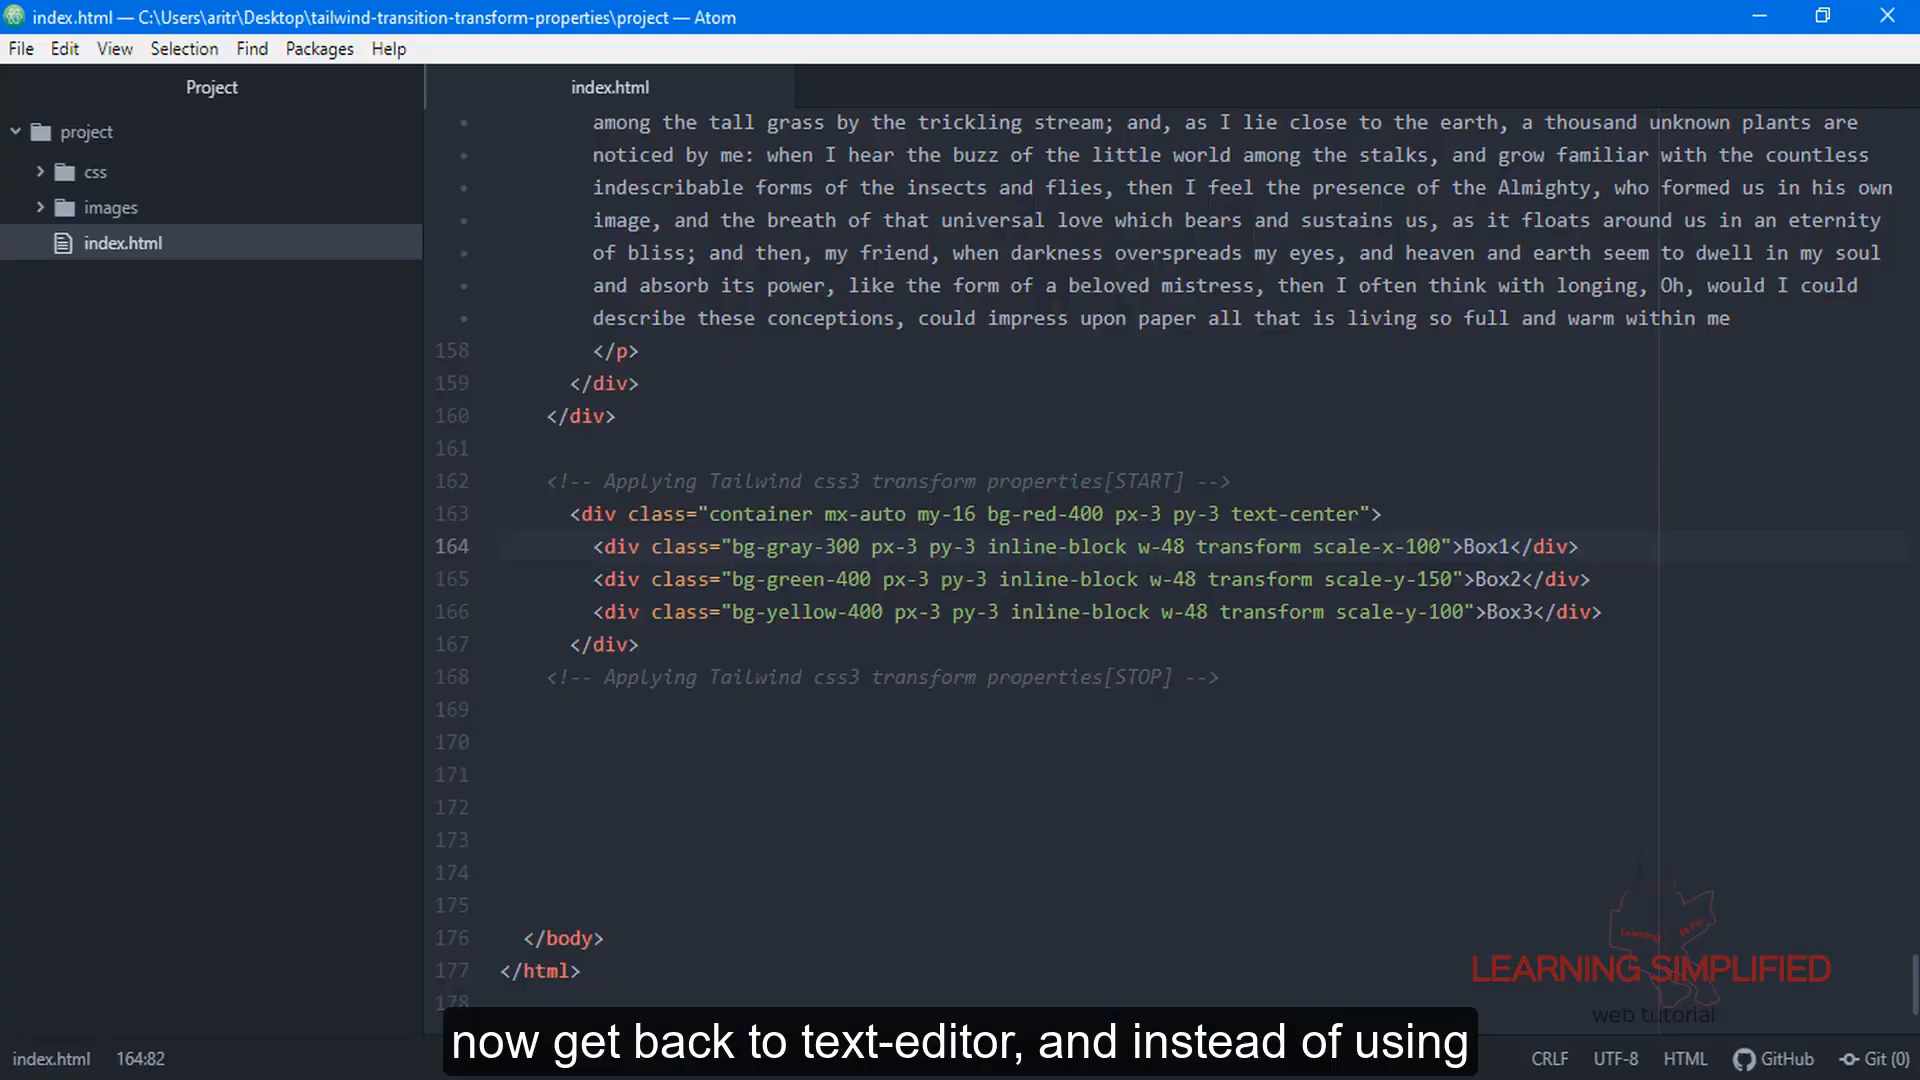 index.html — C:\Users\aritr\Desktop\tailwind-transition-transform-properties\project — Atom
File Edit View Selection Find Packages Help
Project
index.html
project
css
images
index.html
among the tall grass by the trickling stream; and, as I lie close to the earth, a thousand unknown plants are
noticed by me: when I hear the buzz of the little world among the stalks, and grow familiar with the countless
indescribable forms of the insects and flies, then I feel the presence of the Almighty, who formed us in his own
image, and the breath of that universal love which bears and sustains us, as it floats around us in an eternity
of bliss; and then, my friend, when darkness overspreads my eyes, and heaven and earth seem to dwell in my soul
and absorb its power, like the form of a beloved mistress, then I often think with longing, Oh, would I could
describe these conceptions, could impress upon paper all that is living so full and warm within me
158 </p>
159 </div>
160 </div>
161
162 <!-- Applying Tailwind css3 transform properties[START] -->
163 <div class="container mx-auto my-16 bg-red-400 px-3 py-3 text-center">
164 <div class="bg-gray-300 px-3 py-3 inline-block w-48 transform scale-x-100">Box1</div>
165 <div class="bg-green-400 px-3 py-3 inline-block w-48 transform scale-y-150">Box2</div>
166 <div class="bg-yellow-400 px-3 py-3 inline-block w-48 transform scale-y-100">Box3</div>
167 </div>
168 <!-- Applying Tailwind css3 transform properties[STOP] -->
169
170
171
172
173
174
175
176 </body>
177 </html>
178
LEARNING SIMPLIFIED
web tutorial
now get back to text-editor, and instead of using
index.html 164:82 CRLF UTF-8 HTML GitHub Git (0)